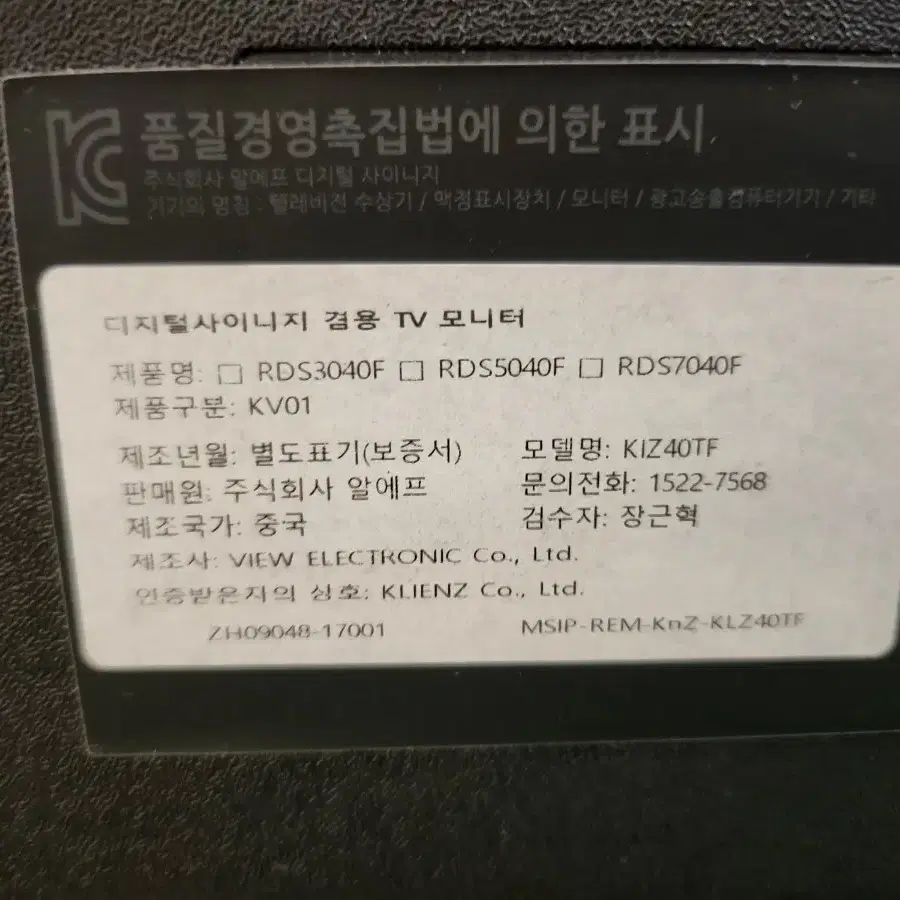 KC 품질경영촉집법에 의한 표시
주식회사 알에프 디지털 사이니지
기기의 명칭 : 텔레비전 수상기 / 액정표시장치 / 모니터 / 광고송출컴퓨터기기 / 기타
디지털사이니지 겸용 TV 모니터
제품명: □ RDS3040F □ RDS5040F □ RDS7040F
제품구분: KV01
제조년월: 별도표기(보증서) 모델명: KIZ40TF
판매원: 주식회사 알에프 문의전화: 1522-7568
제조국가: 중국 검수자: 장근혁
제조사: VIEW ELECTRONIC Co., Ltd.
인증받은자의 상호: KLIENZ Co., Ltd.
ZH09048-17001 MSIP-REM-KnZ-KLZ40TF